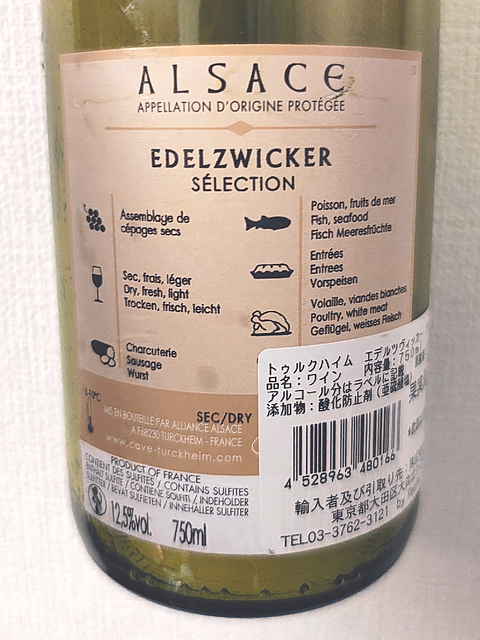 ALSACE
APPELLATION D'ORIGINE PROTÉGÉE
EDELZWICKER
SÉLECTION
Assemblage de
cépages secs
Sec, frais, léger
Dry, fresh, light
Trocken, frisch, leicht
Charcuterie
Sausage
Wurst
Poisson, fruits de mer
Fish, seafood
Fisch Meeresfrüchte
Entrées
Entrees
Vorspeisen
Volaille, viandes blanches
Poultry, white meat
Geflügel, weisses Fleisch
SEC/DRY
MIS EN BOUTEILLE PAR ALLIANCE ALSACE
A F68230 TURCKHEIM - FRANCE
www.cave-turckheim.com
PRODUCT OF FRANCE
CONTIENT DES SULFITES / CONTAINS SULFITES
12,5%vol. 750ml
トゥルクハイム エデルツヴィッカー
品名：ワイン 内容量：750
アルコール分はラベルに記載
添加物：酸化防止剤（亜硫酸
4 528963 480166
輸入者及び引取り先：
東京都大田区
TEL03-3762-3121